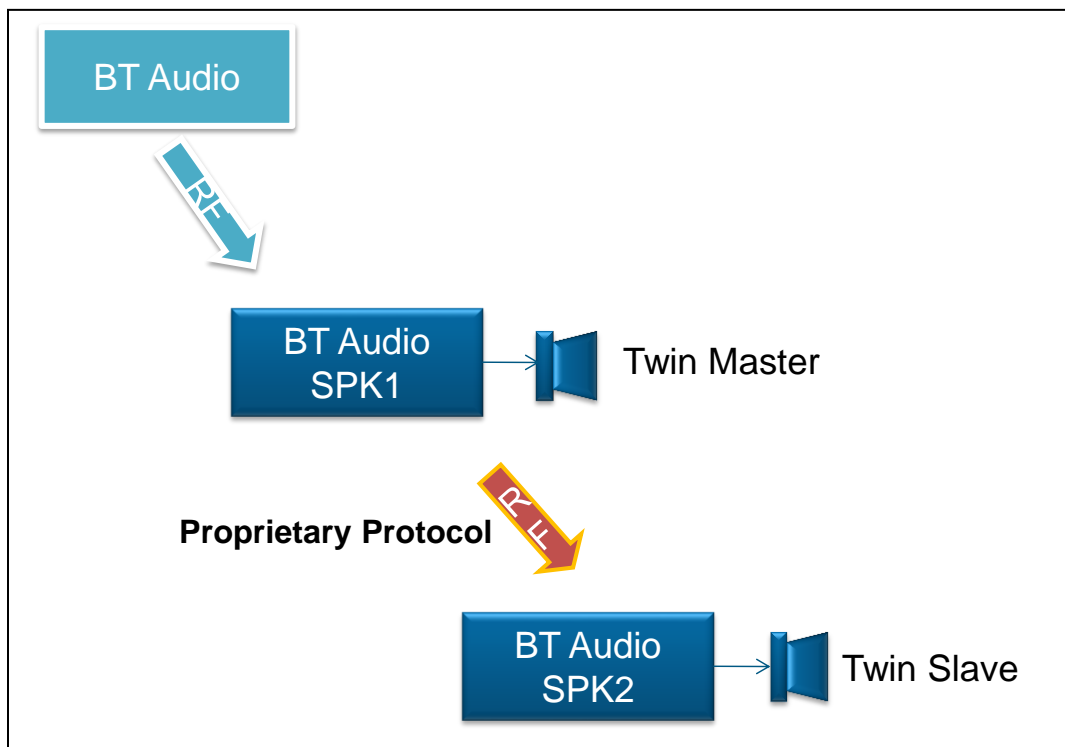 BT Audio
RF
BT Audio
SPK1
Twin Master
RF
Proprietary Protocol
BT Audio
SPK2
Twin Slave